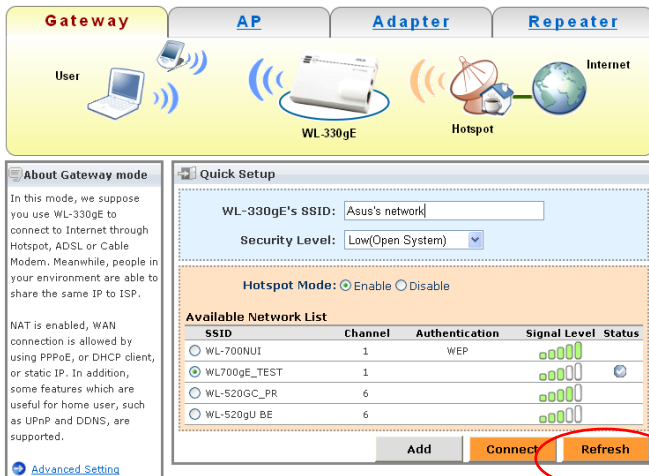 Gateway AP Adapter Repeater
User
Internet
WL-330gE
Hotspot
About Gateway mode
In this mode, we suppose
you use WL-330gE to
connect to Internet through
Hotspot, ADSL or Cable
Modem. Meanwhile, people in
your environment are able to
share the same IP to ISP.
NAT is enabled, WAN
connection is allowed by
using PPPoE, or DHCP client,
or static IP. In addition,
some features which are
useful for home user, such
as UPnP and DDNS, are
supported.
Advanced Setting
Quick Setup
WL-330gE's SSID: Asus's network
Security Level: Low(Open System)
Hotspot Mode: Enable Disable
Available Network List
SSID Channel Authentication Signal Level Status
WL-700NUI 1 WEP
WL700gE_TEST 1
WL-520GC_PR 6
WL-520gU BE 6
Add Connect Refresh